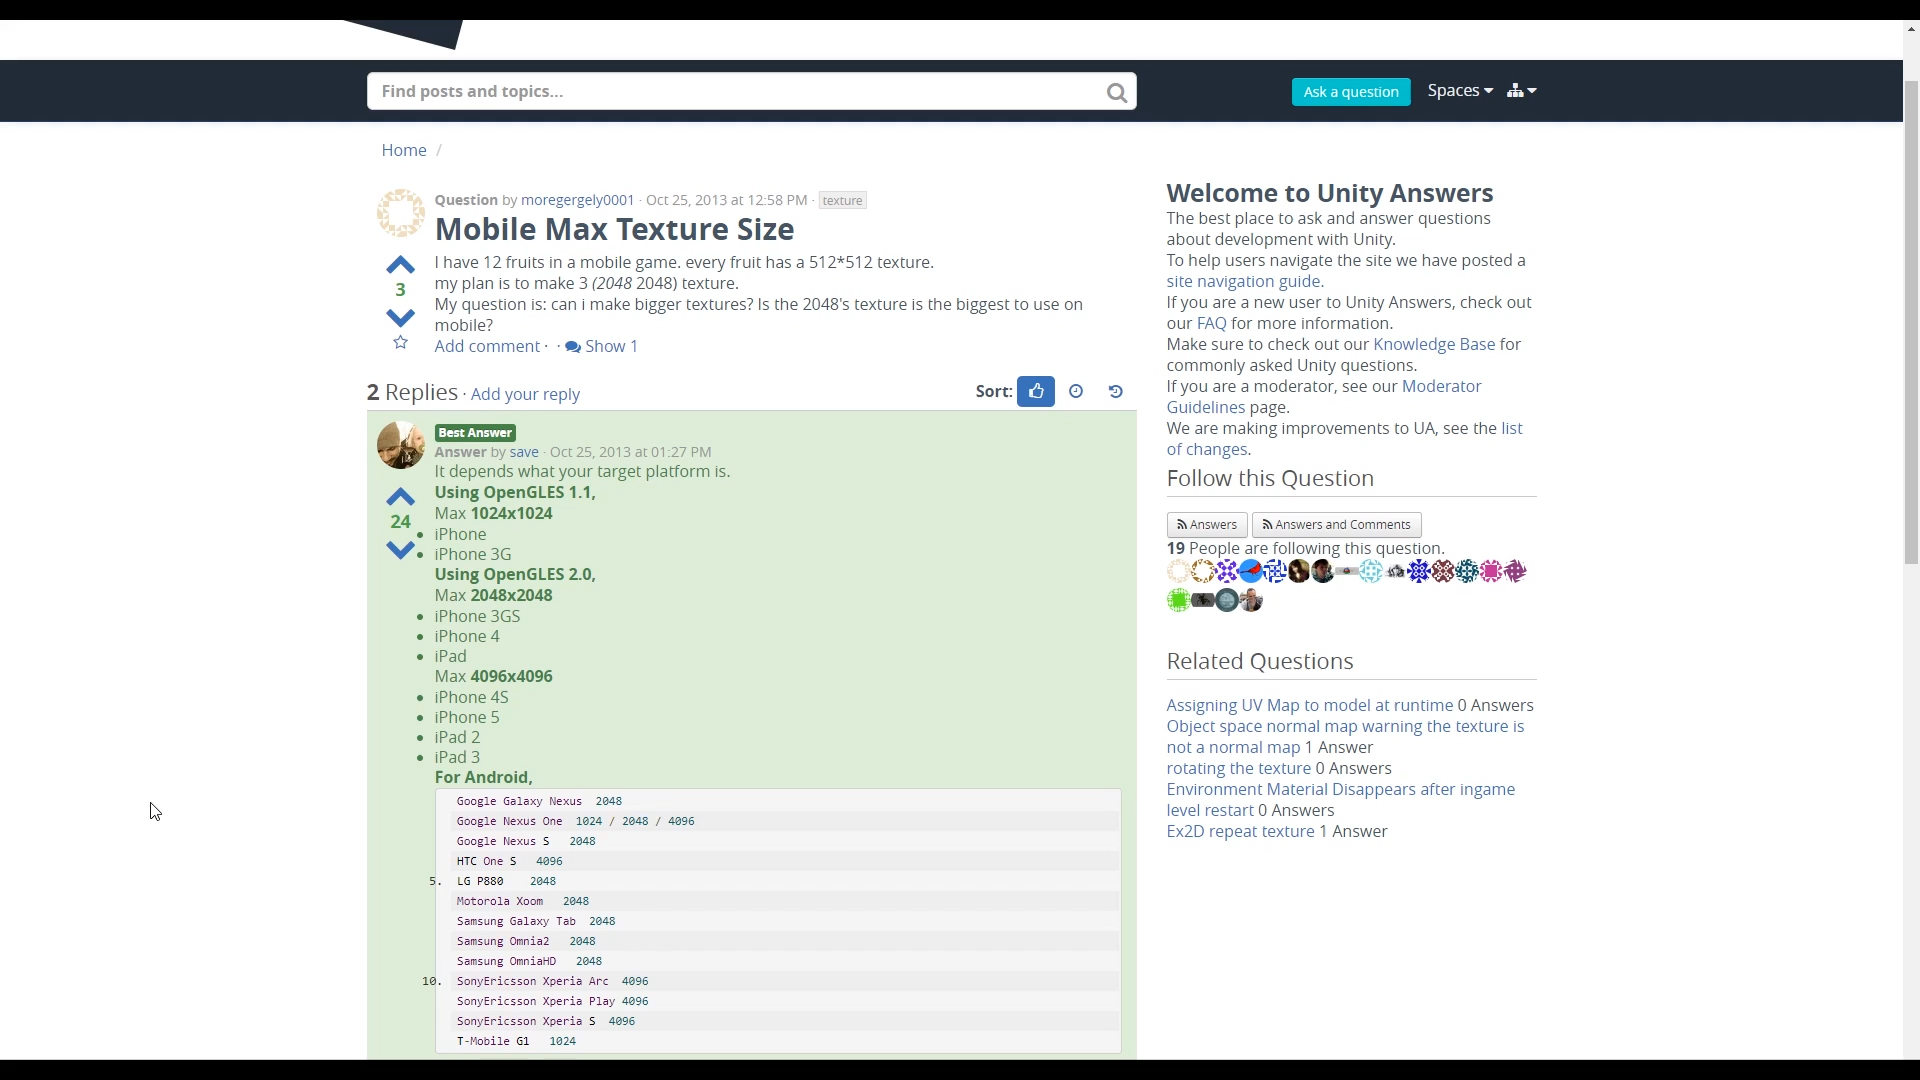 Find posts and topics...
Ask a question
Spaces
Home /
Question by moregergely0001 · Oct 25, 2013 at 12:58 PM · texture
Mobile Max Texture Size
I have 12 fruits in a mobile game. every fruit has a 512*512 texture.
my plan is to make 3 (2048 2048) texture.
My question is: can i make bigger textures? Is the 2048's texture is the biggest to use on
mobile?
3
Add comment · · Show 1
2 Replies · Add your reply
Sort:
Best Answer
Answer by save · Oct 25, 2013 at 01:27 PM
It depends what your target platform is.
Using OpenGLES 1.1,
Max 1024x1024
24
• iPhone
• iPhone 3G
Using OpenGLES 2.0,
Max 2048x2048
• iPhone 3GS
• iPhone 4
• iPad
Max 4096x4096
• iPhone 4S
• iPhone 5
• iPad 2
• iPad 3
For Android,
Google Galaxy Nexus 2048
Google Nexus One 1024 / 2048 / 4096
Google Nexus S 2048
HTC One S 4096
5. LG P880 2048
Motorola Xoom 2048
Samsung Galaxy Tab 2048
Samsung Omnia2 2048
Samsung OmniaHD 2048
10. SonyEricsson Xperia Arc 4096
SonyEricsson Xperia Play 4096
SonyEricsson Xperia S 4096
T-Mobile G1 1024
Welcome to Unity Answers
The best place to ask and answer questions
about development with Unity.
To help users navigate the site we have posted a
site navigation guide.
If you are a new user to Unity Answers, check out
our FAQ for more information.
Make sure to check out our Knowledge Base for
commonly asked Unity questions.
If you are a moderator, see our Moderator
Guidelines page.
We are making improvements to UA, see the list
of changes.
Follow this Question
Answers
Answers and Comments
19 People are following this question.
Related Questions
Assigning UV Map to model at runtime 0 Answers
Object space normal map warning the texture is
not a normal map 1 Answer
rotating the texture 0 Answers
Environment Material Disappears after ingame
level restart 0 Answers
Ex2D repeat texture 1 Answer